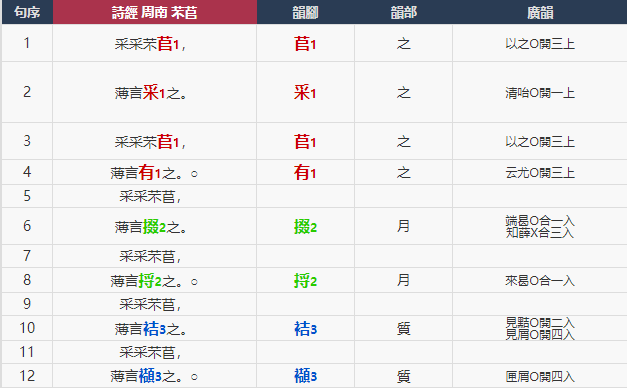 句序 詩經 周南 芣苢 韻腳 韻部 廣韻
1 采采芣苢1， 苢1 之 以之O開三上
2 薄言采1之。 采1 之 清咍O開一上
3 采采芣苢1， 苢1 之 以之O開三上
4 薄言有1之。○ 有1 之 云尤O開三上
5 采采芣苢，
6 薄言掇2之。 掇2 月 端曷O合一入
知薛X合三入
7 采采芣苢，
8 薄言捋2之。○ 捋2 月 來曷O合一入
9 采采芣苢，
10 薄言袺3之。 袺3 質 見黠O開二入
見屑O開四入
11 采采芣苢，
12 薄言襭3之。○ 襭3 質 匣屑O開四入